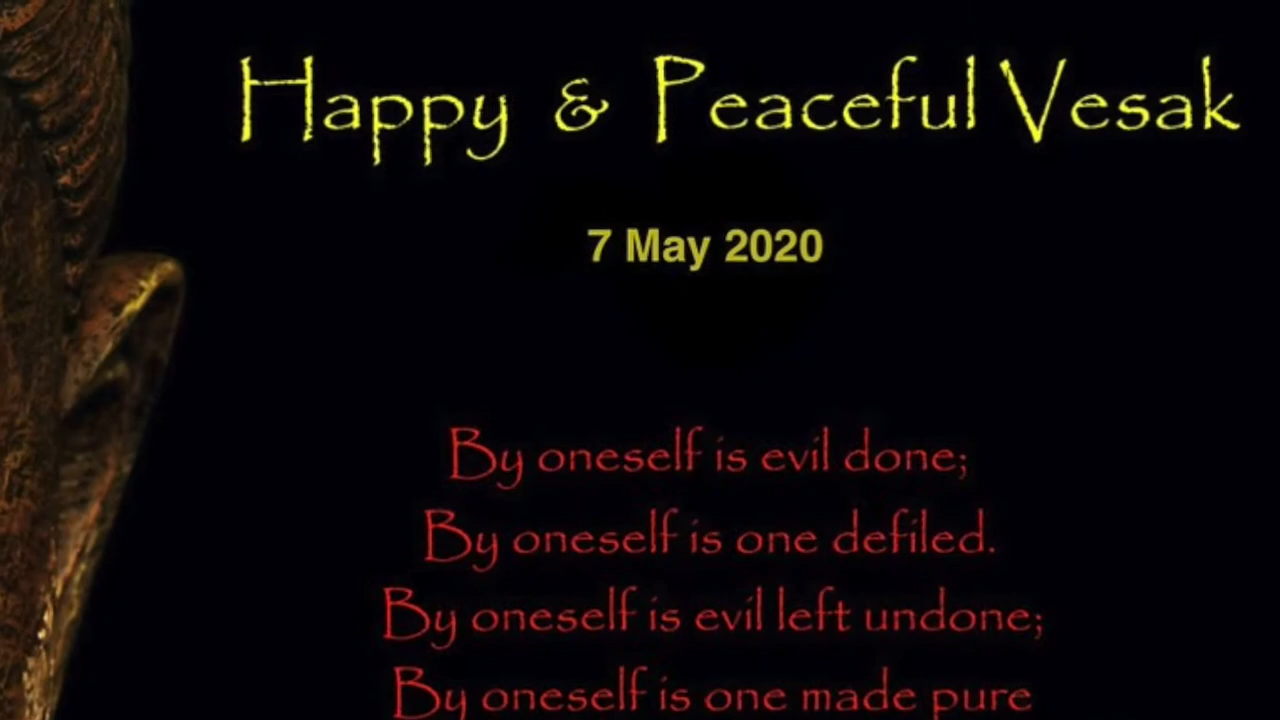 Happy & Peaceful Vesak
7 May 2020
By oneself is evil done;
By oneself is one defiled.
By oneself is evil left undone;
By oneself is one made pure